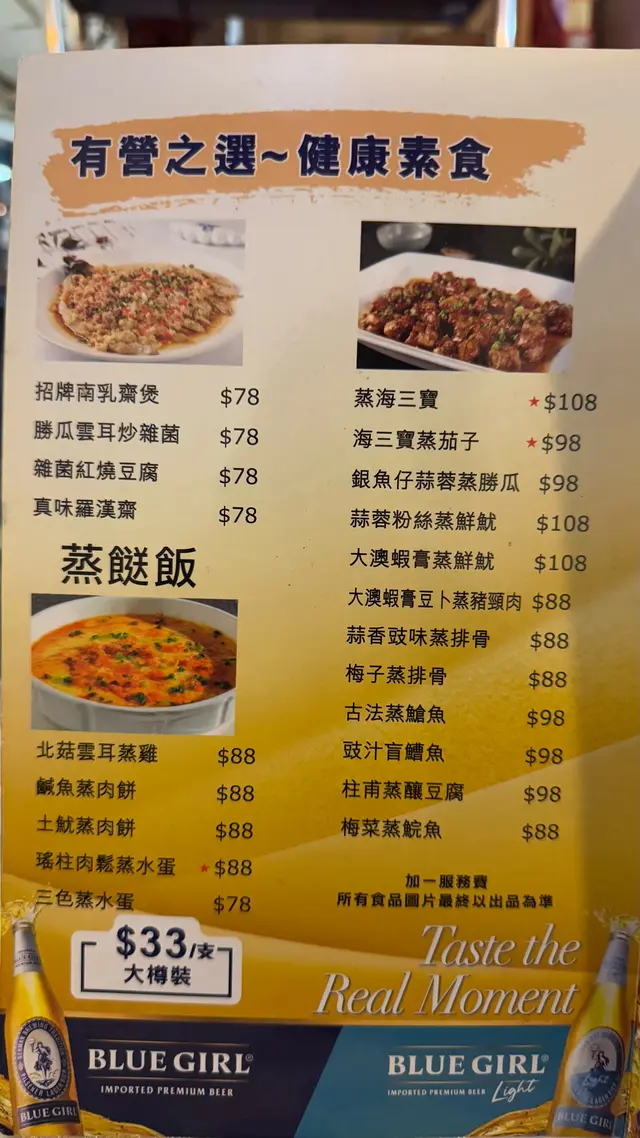 有營之選~健康素食
招牌南乳齋煲 $78
勝瓜雲耳炒雜菌 $78
雜菌紅燒豆腐 $78
真味羅漢齋 $78
蒸餸飯
北菇雲耳蒸雞 $88
鹹魚蒸肉餅 $88
土魷蒸肉餅 $88
瑤柱肉鬆蒸水蛋 ★$88
三色蒸水蛋 $78
蒸海三寶 ★$108
海三寶蒸茄子 ★$98
銀魚仔蒜蓉蒸勝瓜 $98
蒜蓉粉絲蒸鮮魷 $108
大澳蝦膏蒸鮮魷 $108
大澳蝦膏豆卜蒸豬頸肉 $88
蒜香豉味蒸排骨 $88
梅子蒸排骨 $88
古法蒸鯧魚 $98
豉汁盲鰽魚 $98
柱甫蒸釀豆腐 $98
梅菜蒸鯇魚 $88
加一服務費
所有食品圖片最終以出品為準
$33/支
大樽裝
Taste the
Real Moment
BLUE GIRL®
IMPORTED PREMIUM BEER
BLUE GIRL®
IMPORTED PREMIUM BEER Light
BLUE GIRL
BLUE GIRL